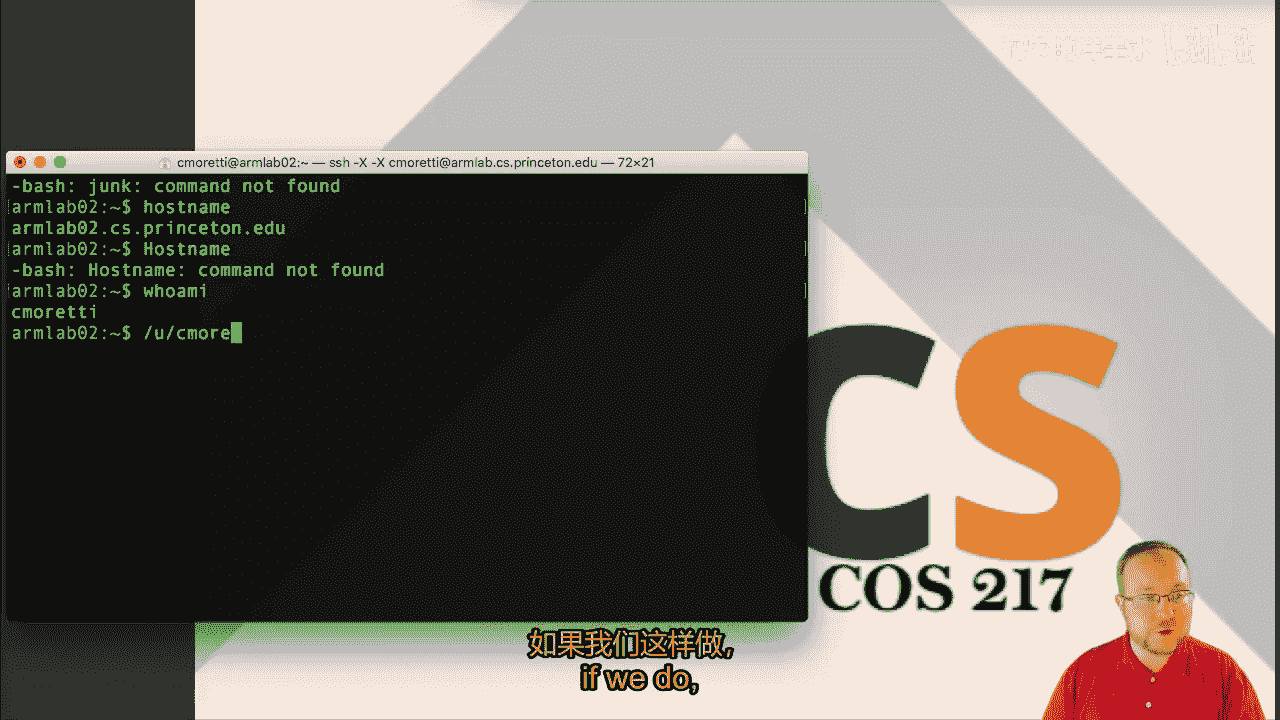 cmoretti@armlab02:~ — ssh -X -X cmoretti@armlab.cs.princeton.edu — 72×21
-bash: junk: command not found
armlab02:~$ hostname
armlab02.cs.princeton.edu
armlab02:~$ Hostname
-bash: Hostname: command not found
armlab02:~$ whoami
cmoretti
armlab02:~$ /u/cmore
CS
COS 217
如果我们这样做,
if we do,